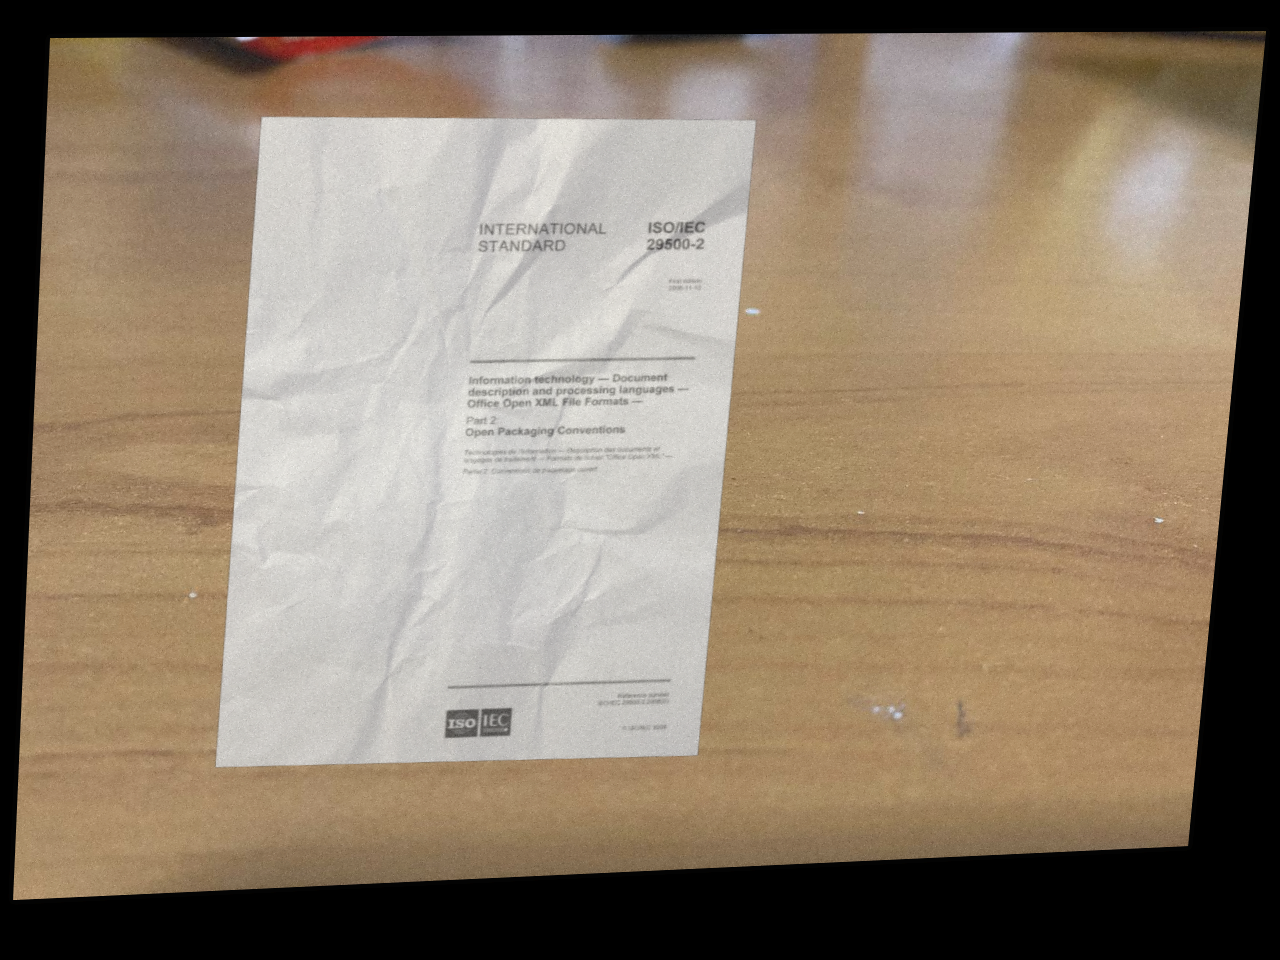 INTERNATIONAL
STANDARD
ISO/IEC
29500-2
First edition
2008-11-15
Information technology — Document
description and processing languages —
Office Open XML File Formats —
Part 2:
Open Packaging Conventions
Technologies de l'information — Description des documents et
langages de traitement — Formats de fichier "Office Open XML" —
Partie 2: Conventions de paquetage ouvert
ISO IEC
Reference number
ISO/IEC 29500-2:2008(E)
© ISO/IEC 2008